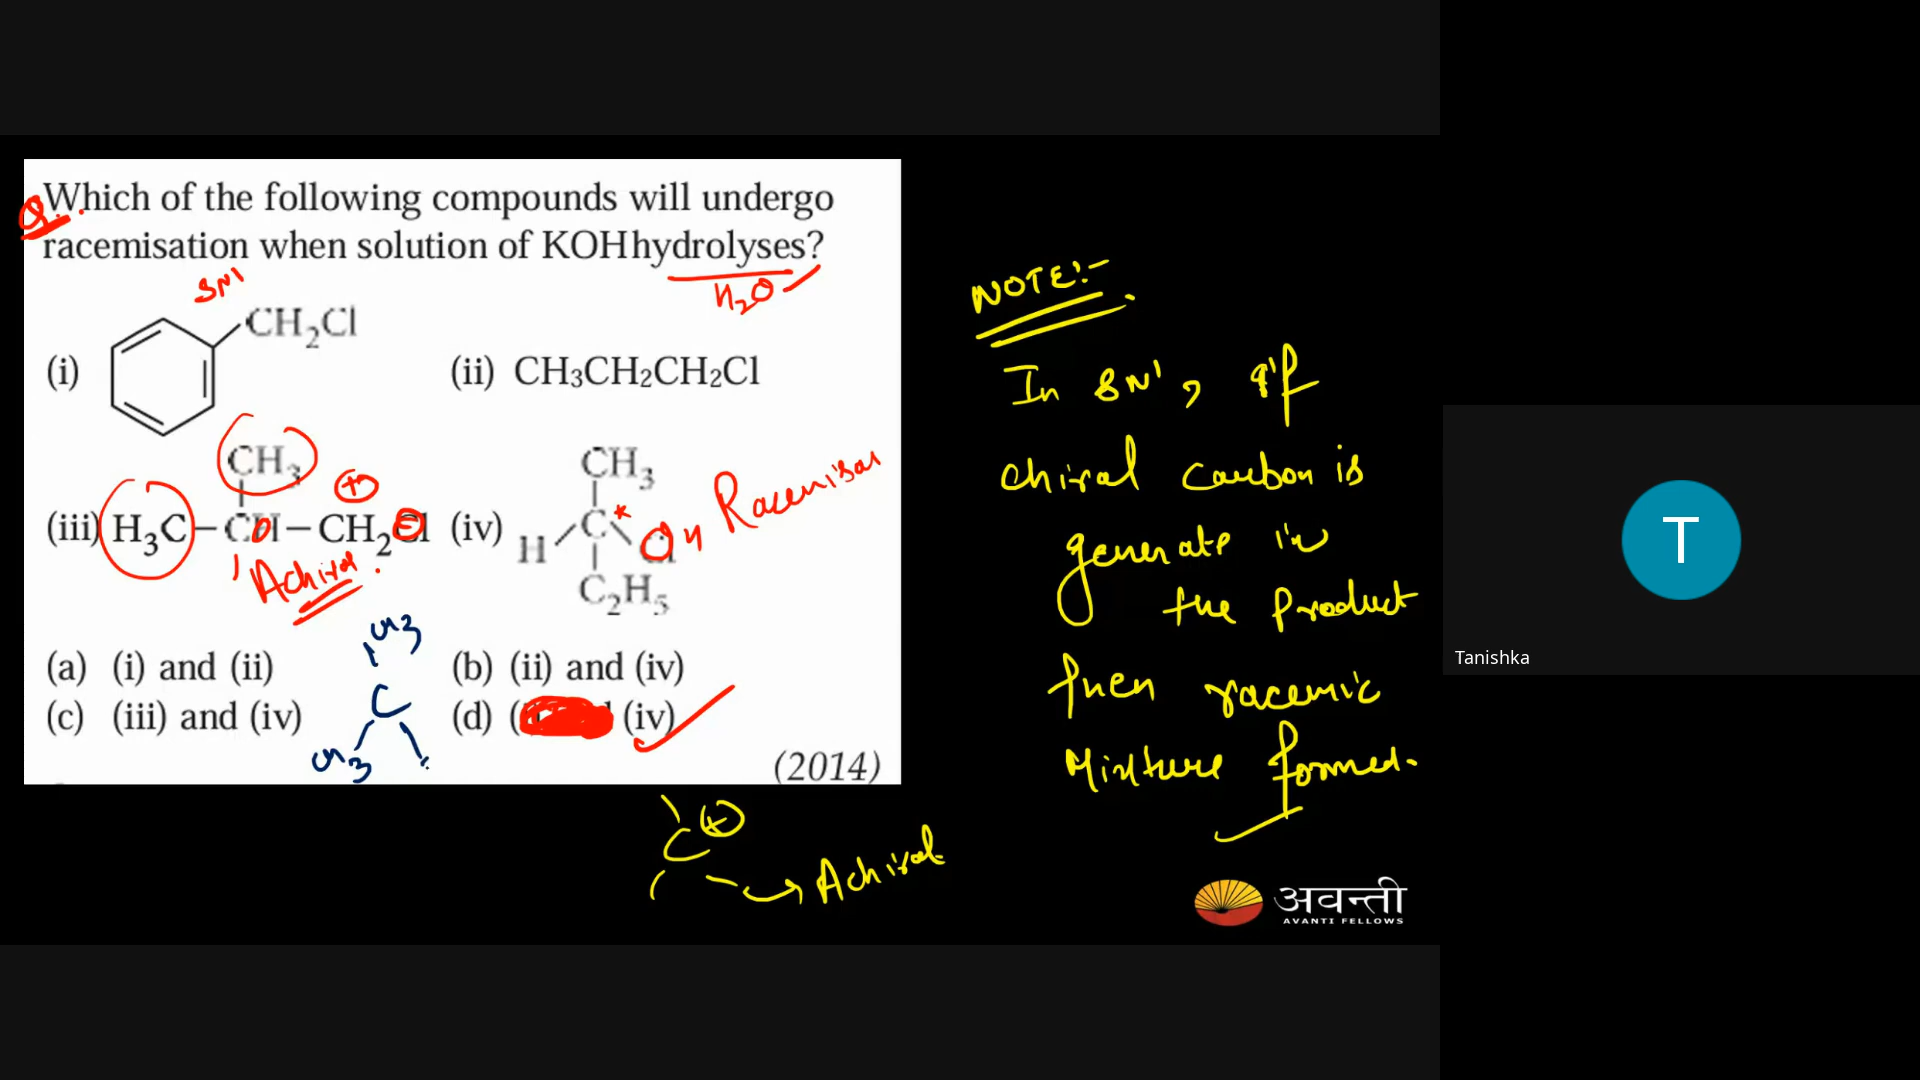 Q. Which of the following compounds will undergo
racemisation when solution of KOH hydrolyses?
SN1
H2O
(i) CH2Cl
(ii) CH3CH2CH2Cl
(iii) H3C–CH–CH2Cl
CH3
⊕
Achiral
(iv) CH3
H C* OH
C2H5
CH3
C
CH3
(a) (i) and (ii)
(b) (ii) and (iv)
(c) (iii) and (iv)
(d) ( (iv)
(2014)
C⊕
Achiral
NOTE:-
In SN1, if
chiral carbon is
generate in
the product
then racemic
Mixture formed.
अवन्ती
AVANTI FELLOWS
T
Tanishka